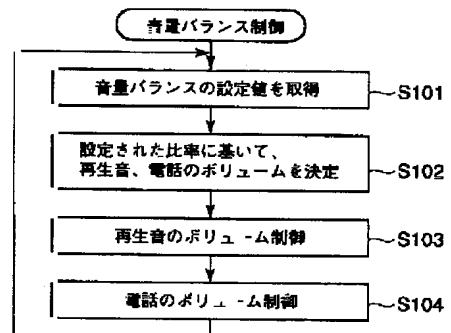 音量バランス制御
音量バランスの設定値を取得
S101
設定された比率に基いて、
再生音、電話のボリュームを決定
S102
再生音のボリューム制御
S103
電話のボリューム制御
S104